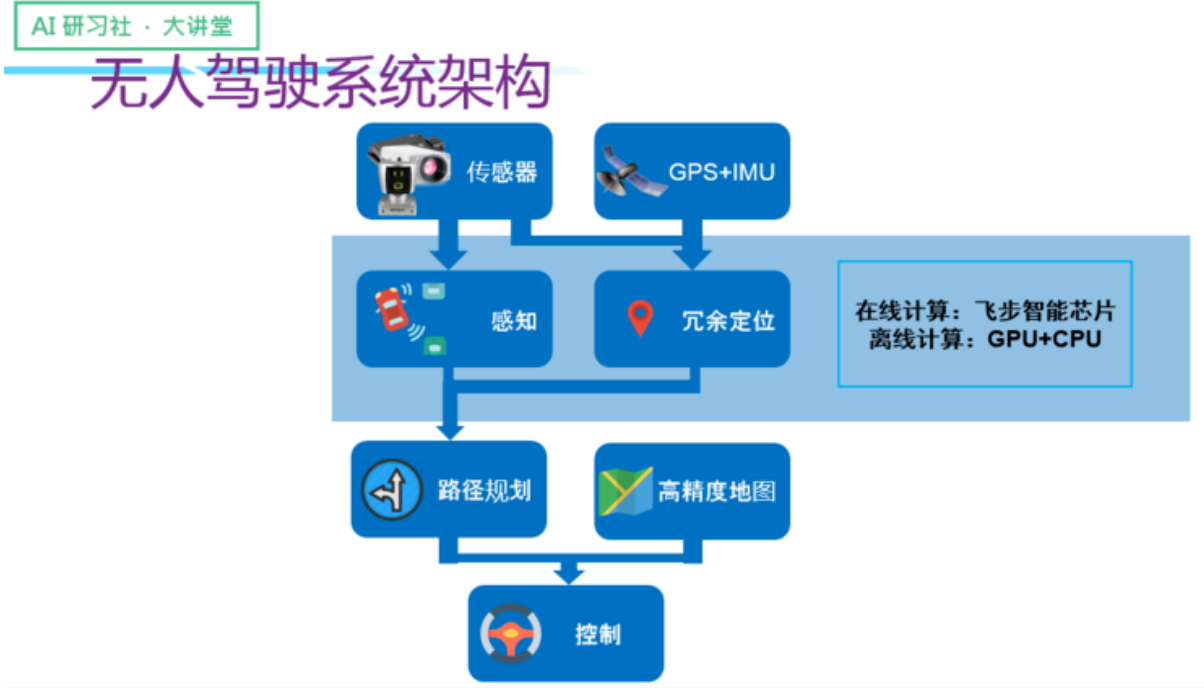 AI 研习社 · 大讲堂
无人驾驶系统架构
传感器
GPS+IMU
感知
冗余定位
在线计算：飞步智能芯片
离线计算：GPU+CPU
路径规划
高精度地图
控制